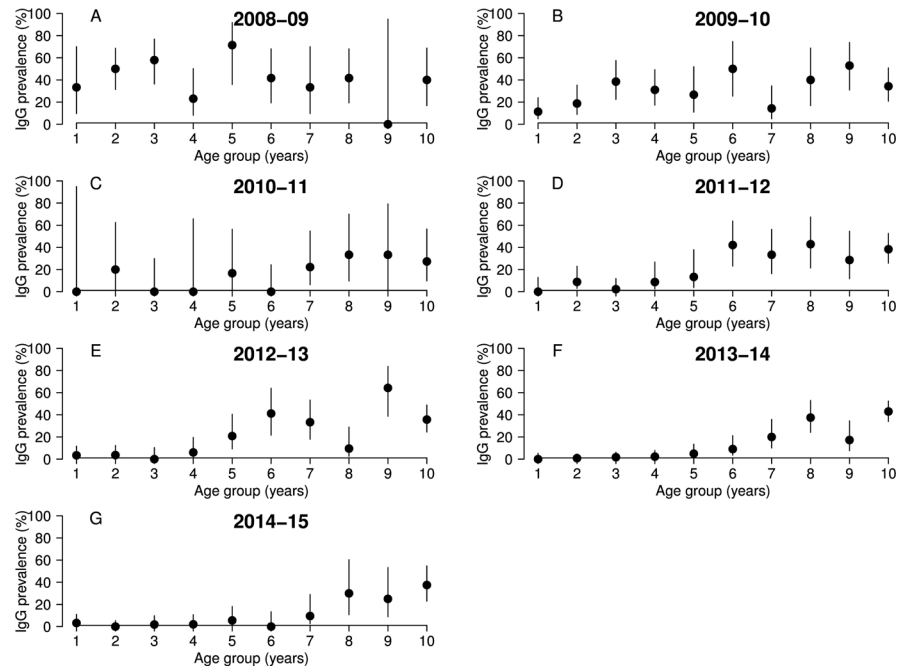 A 2008–09
IgG prevalence (%)
100
80
60
40
20
0
1 2 3 4 5 6 7 8 9 10
Age group (years)
B 2009–10
IgG prevalence (%)
100
80
60
40
20
0
1 2 3 4 5 6 7 8 9 10
Age group (years)
C 2010–11
IgG prevalence (%)
100
80
60
40
20
0
1 2 3 4 5 6 7 8 9 10
Age group (years)
D 2011–12
IgG prevalence (%)
100
80
60
40
20
0
1 2 3 4 5 6 7 8 9 10
Age group (years)
E 2012–13
IgG prevalence (%)
100
80
60
40
20
0
1 2 3 4 5 6 7 8 9 10
Age group (years)
F 2013–14
IgG prevalence (%)
100
80
60
40
20
0
1 2 3 4 5 6 7 8 9 10
Age group (years)
G 2014–15
IgG prevalence (%)
100
80
60
40
20
0
1 2 3 4 5 6 7 8 9 10
Age group (years)